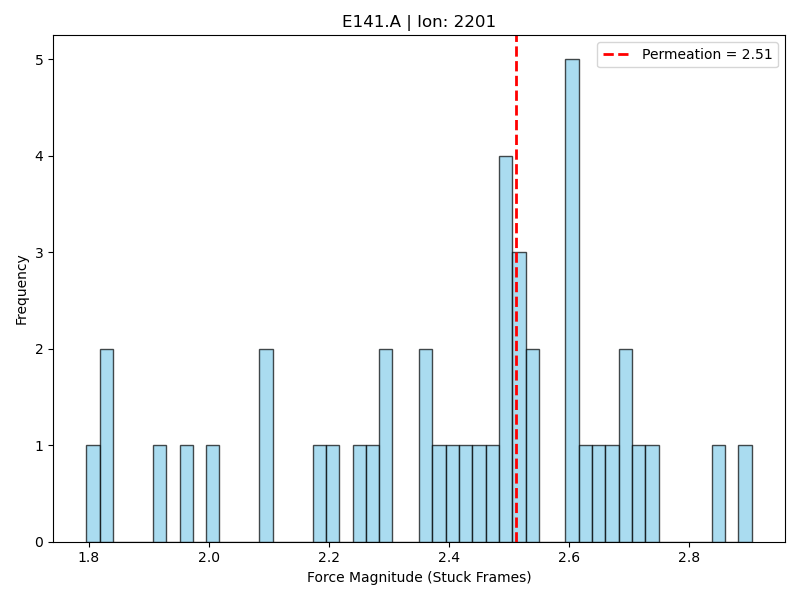 E141.A | Ion: 2201
Permeation = 2.51
Frequency
5
4
3
2
1
0
1.8 2.0 2.2 2.4 2.6 2.8
Force Magnitude (Stuck Frames)